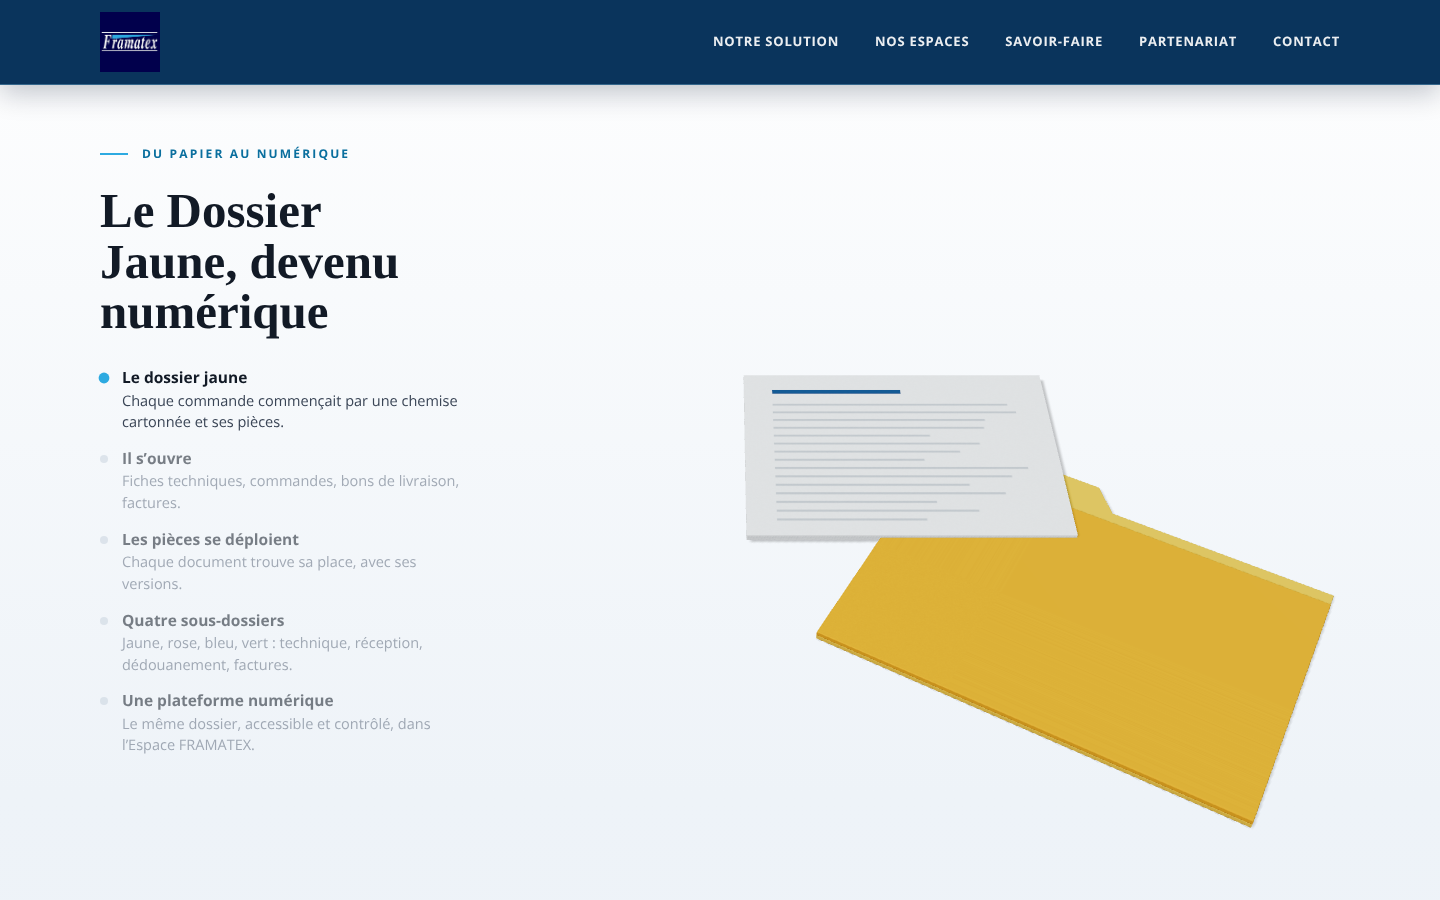 Framatex
NOTRE SOLUTION
NOS ESPACES
SAVOIR-FAIRE
PARTENARIAT
CONTACT
DU PAPIER AU NUMÉRIQUE
Le Dossier
Jaune, devenu
numérique
Le dossier jaune
Chaque commande commençait par une chemise
cartonnée et ses pièces.
Il s’ouvre
Fiches techniques, commandes, bons de livraison,
factures.
Les pièces se déploient
Chaque document trouve sa place, avec ses
versions.
Quatre sous-dossiers
Jaune, rose, bleu, vert : technique, réception,
dédouanement, factures.
Une plateforme numérique
Le même dossier, accessible et contrôlé, dans
l’Espace FRAMATEX.